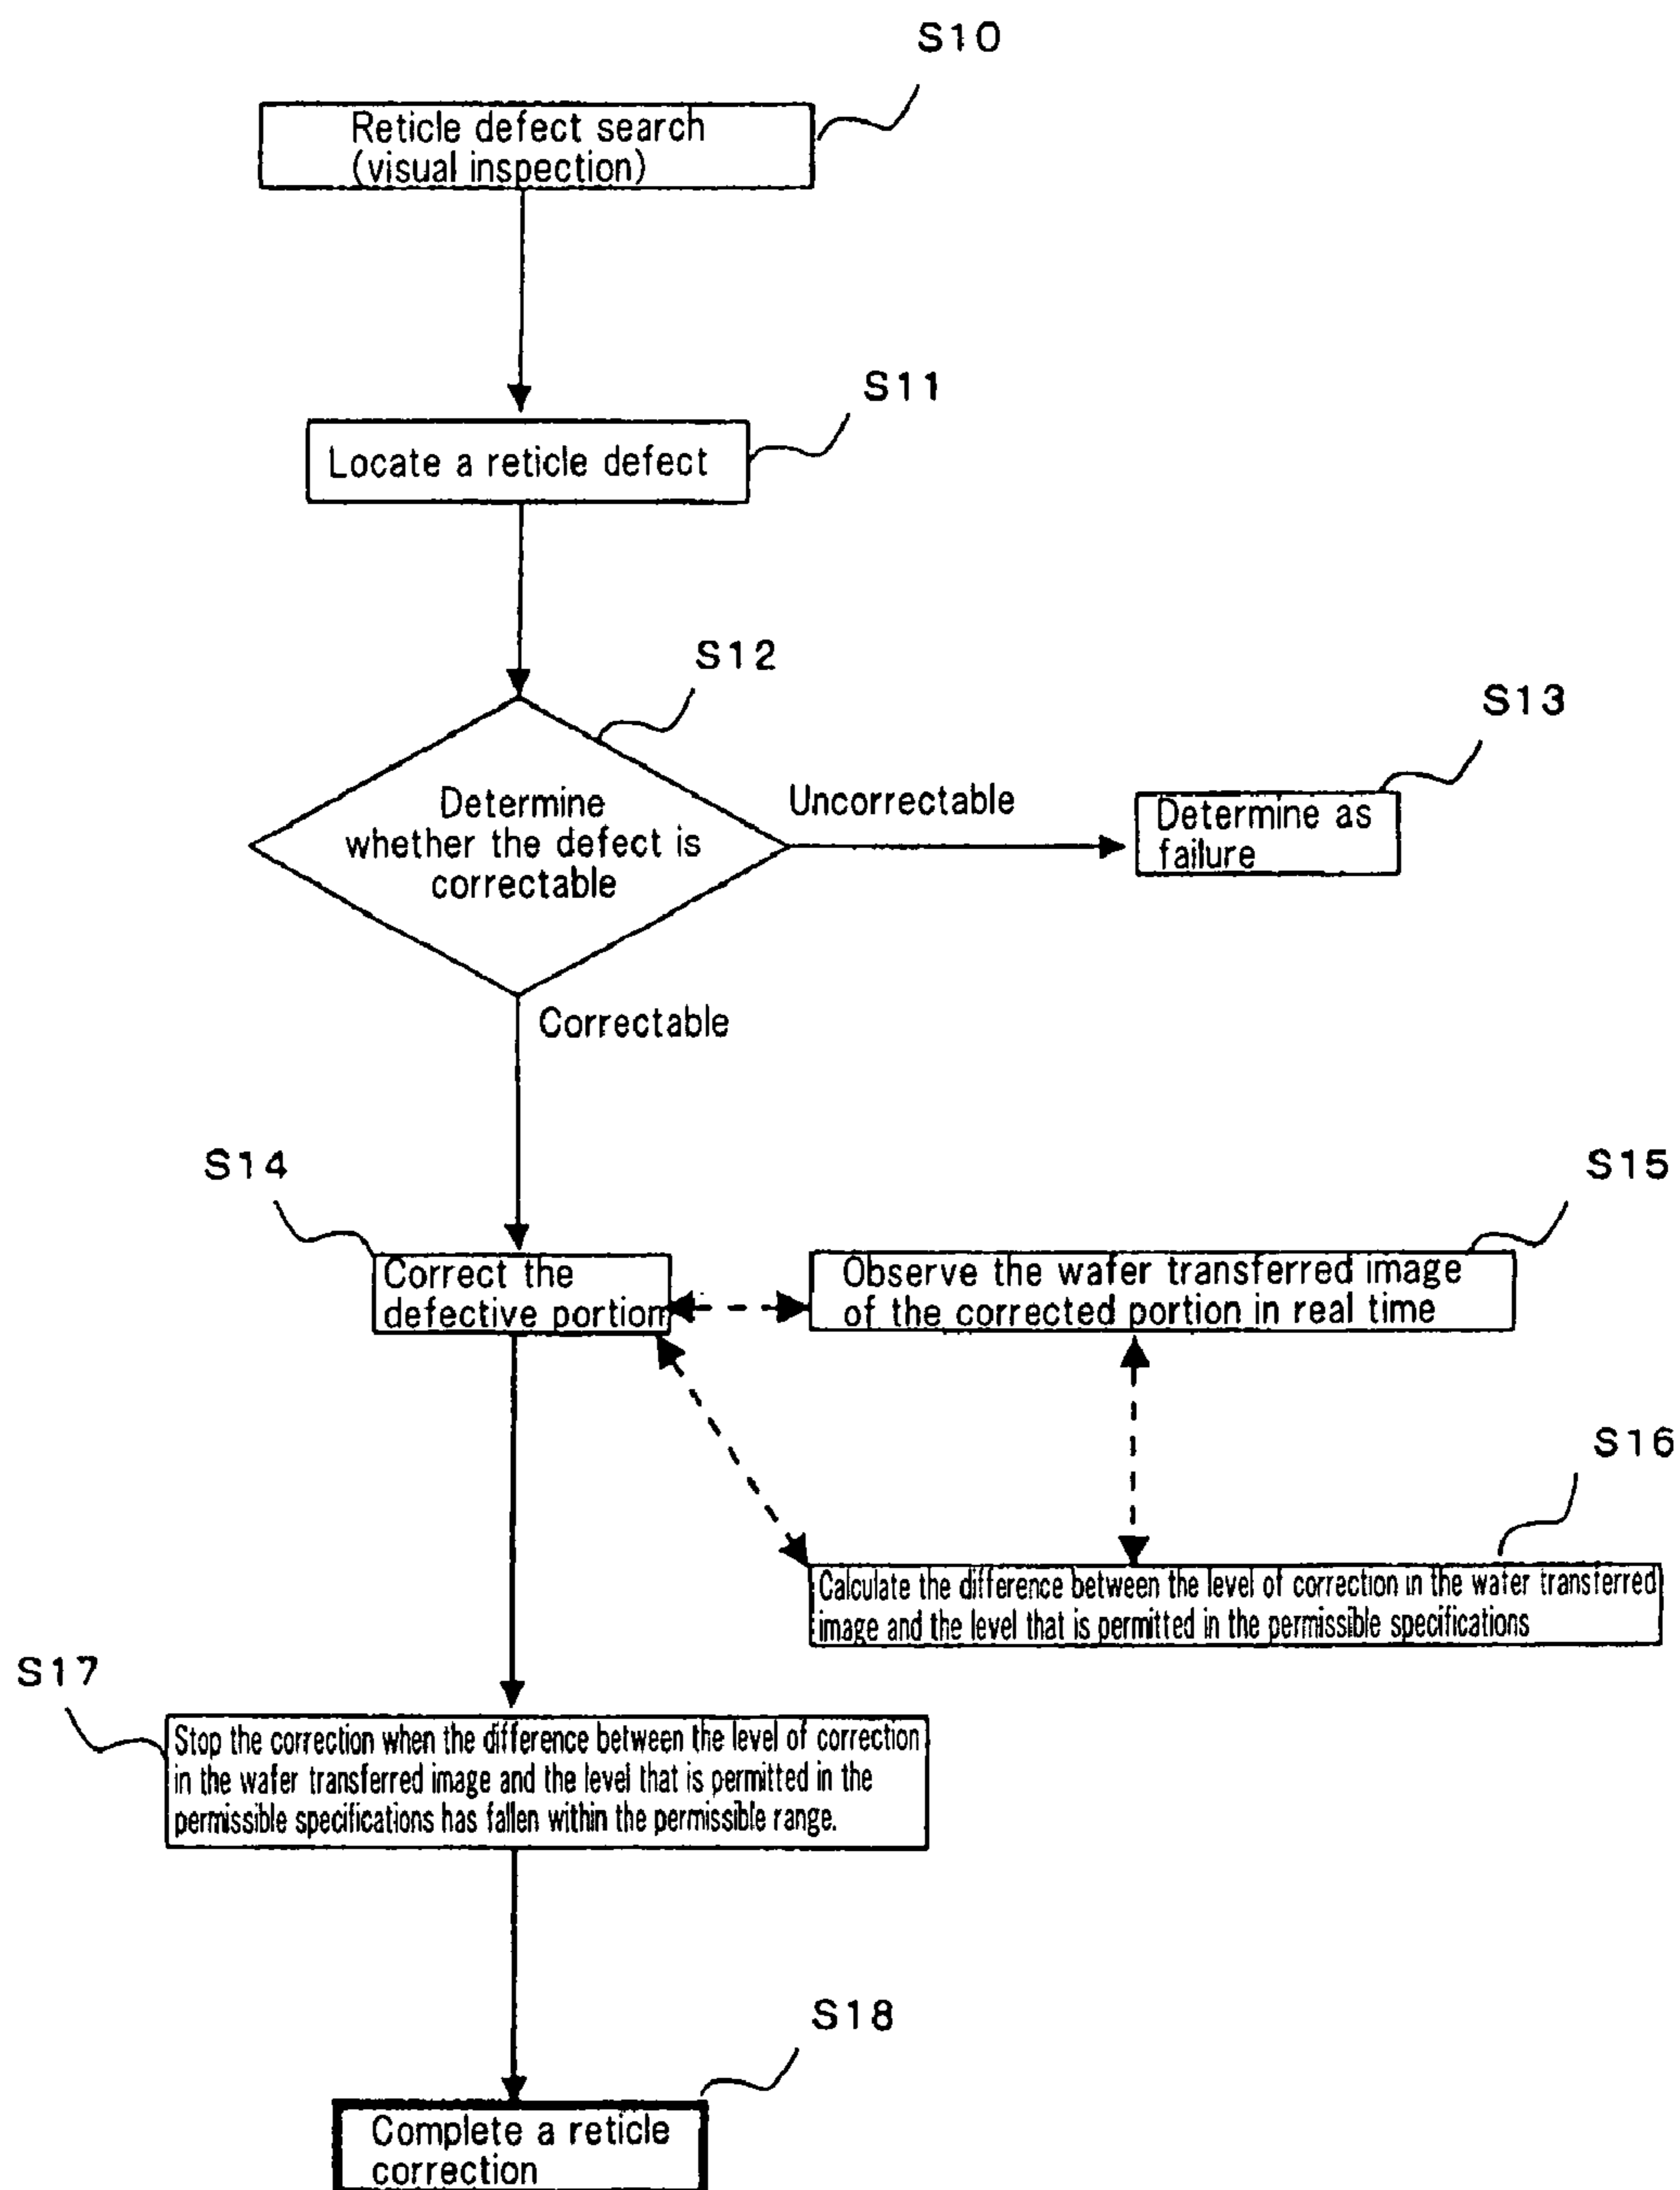 S10
Reticle defect search
(visual inspection)
S11
Locate a reticle defect
S12
Determine
whether the defect is
correctable
Uncorrectable
S13
Determine as
failure
Correctable
S14
Correct the
defective portion
S15
Observe the wafer transferred image
of the corrected portion in real time
S16
Calculate the difference between the level of correction in the wafer transferred
image and the level that is permitted in the permissible specifications
S17
Stop the correction when the difference between the level of correction
in the wafer transferred image and the level that is permitted in the
permissible specifications has fallen within the permissible range.
S18
Complete a reticle
correction